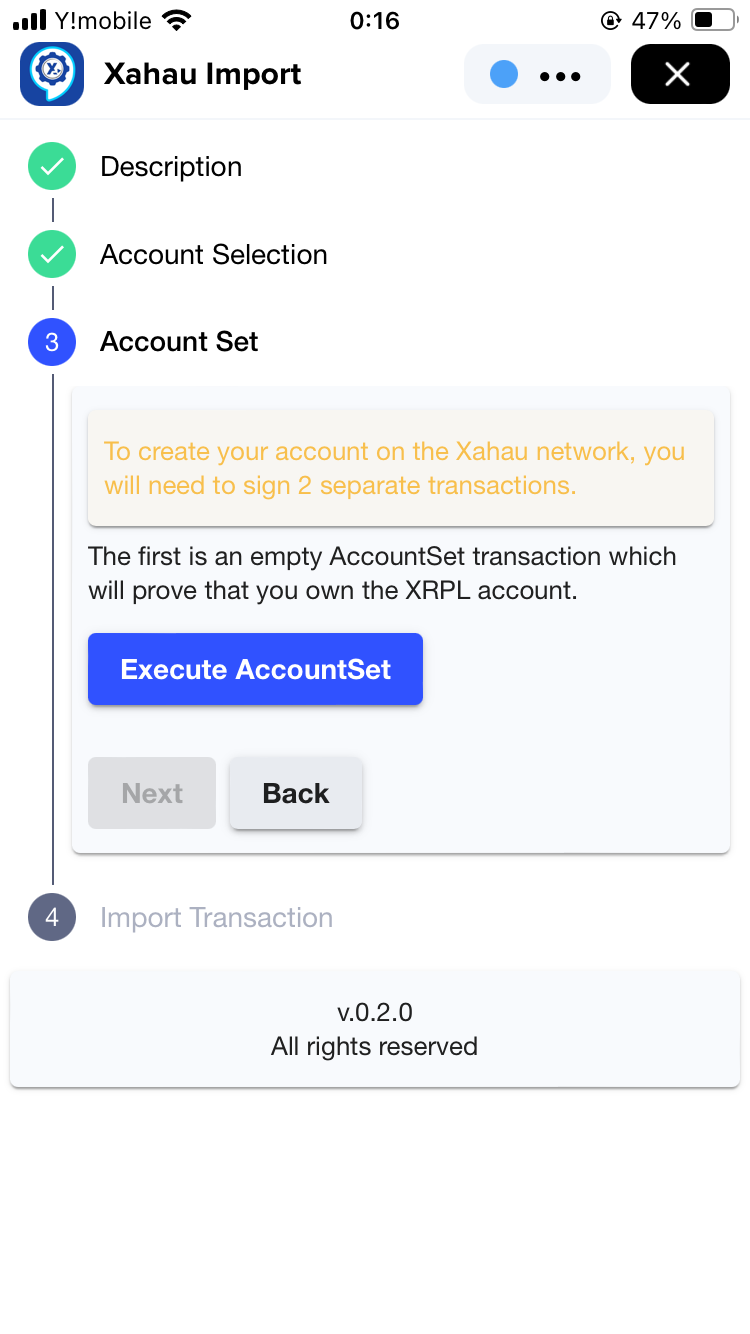 Y!mobile 0:16 47%
Xahau Import
Description
Account Selection
3 Account Set
To create your account on the Xahau network, you
will need to sign 2 separate transactions.
The first is an empty AccountSet transaction which
will prove that you own the XRPL account.
Execute AccountSet
Next Back
4 Import Transaction
v.0.2.0
All rights reserved